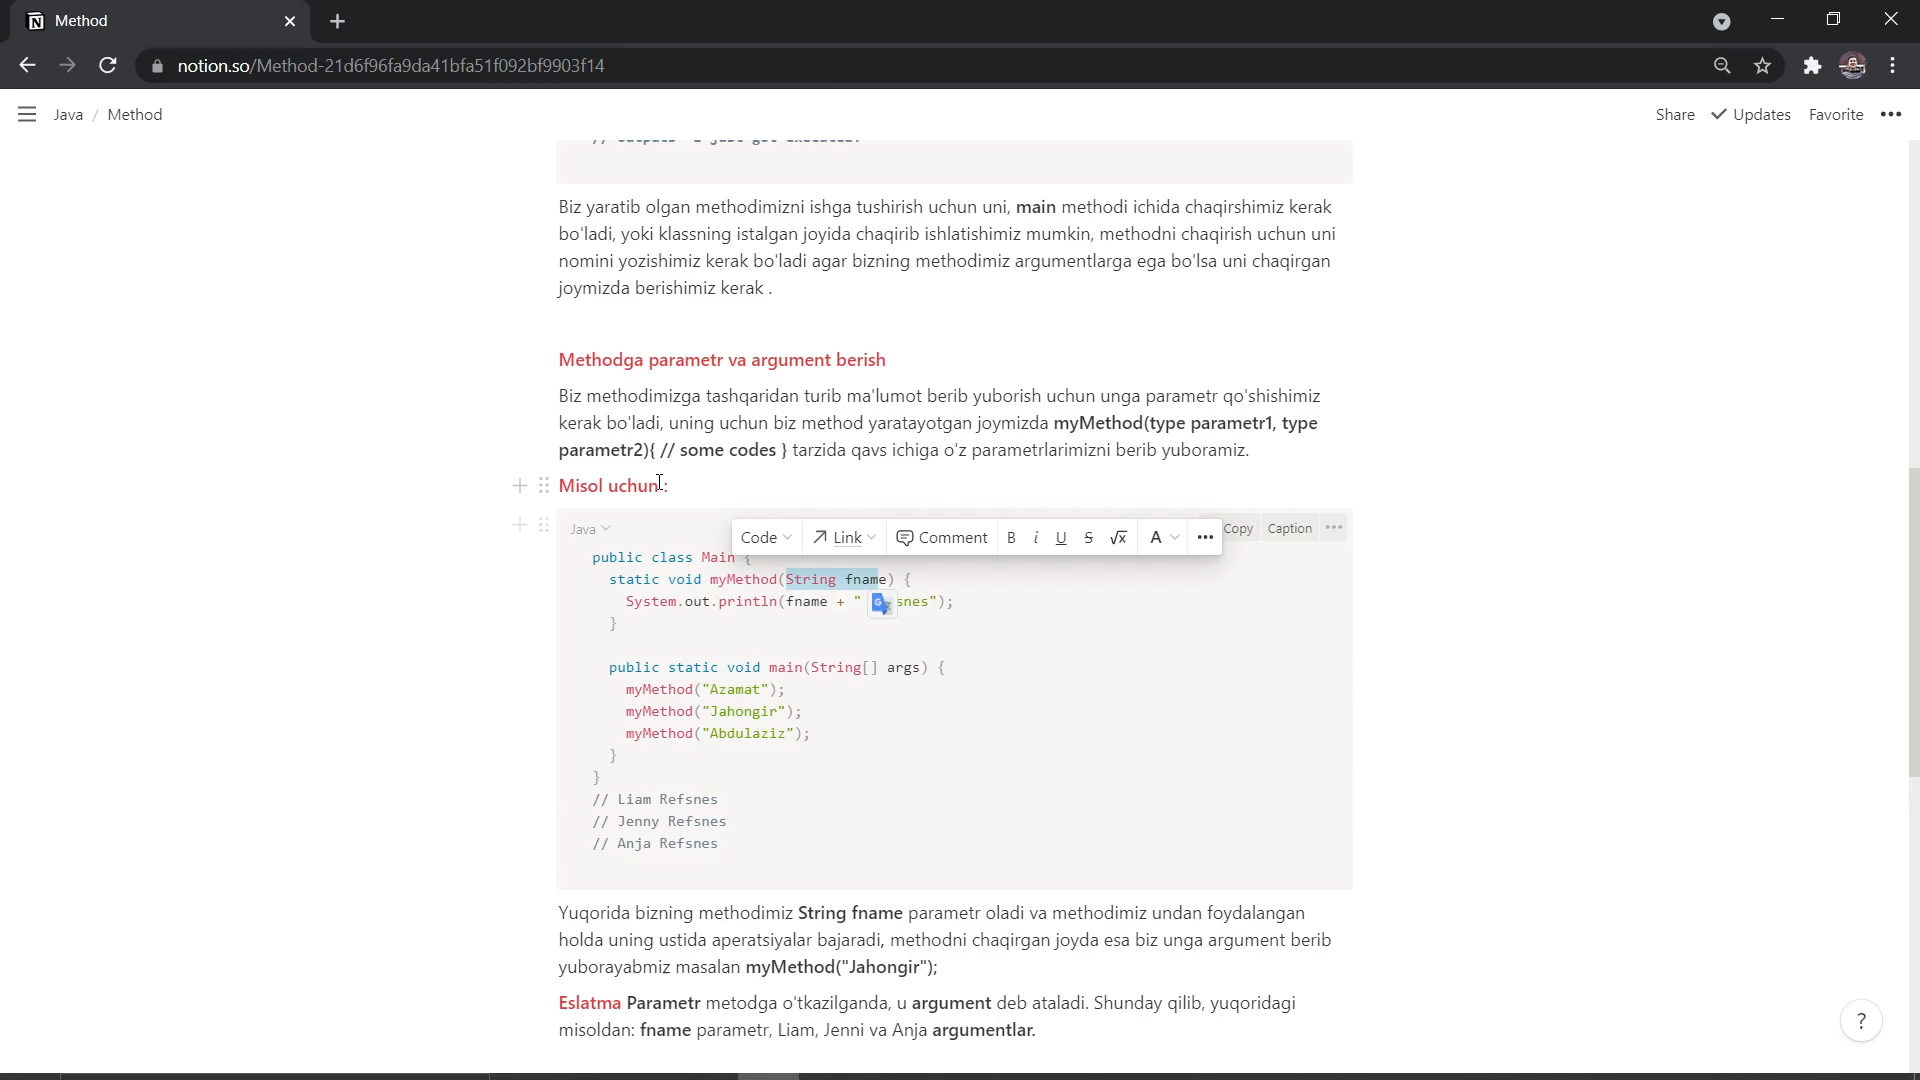 Method
notion.so/Method-21d6f96fa9da41bfa51f092bf9903f14
Java / Method
Share Updates Favorite
Biz yaratib olgan methodimizni ishga tushirish uchun uni, main methodi ichida chaqirshimiz kerak
bo'ladi, yoki klassning istalgan joyida chaqirib ishlatishimiz mumkin, methodni chaqirish uchun uni
nomini yozishimiz kerak bo'ladi agar bizning methodimiz argumentlarga ega bo'lsa uni chaqirgan
joymizda berishimiz kerak .
Methodga parametr va argument berish
Biz methodimizga tashqaridan turib ma'lumot berib yuborish uchun unga parametr qo'shishimiz
kerak bo'ladi, uning uchun biz method yaratayotgan joymizda myMethod(type parametr1, type
parametr2){ // some codes } tarzida qavs ichiga o'z parametrlarimizni berib yuboramiz.
Misol uchun :
Java
Code Link Comment B i U S √x A ••• Copy Caption •••
public class Main {
static void myMethod(String fname) {
System.out.println(fname + " snes");
}
public static void main(String[] args) {
myMethod("Azamat");
myMethod("Jahongir");
myMethod("Abdulaziz");
}
}
// Liam Refsnes
// Jenny Refsnes
// Anja Refsnes
Yuqorida bizning methodimiz String fname parametr oladi va methodimiz undan foydalangan
holda uning ustida aperatsiyalar bajaradi, methodni chaqirgan joyda esa biz unga argument berib
yuborayabmiz masalan myMethod("Jahongir");
Eslatma Parametr metodga o'tkazilganda, u argument deb ataladi. Shunday qilib, yuqoridagi
misoldan: fname parametr, Liam, Jenni va Anja argumentlar.
?